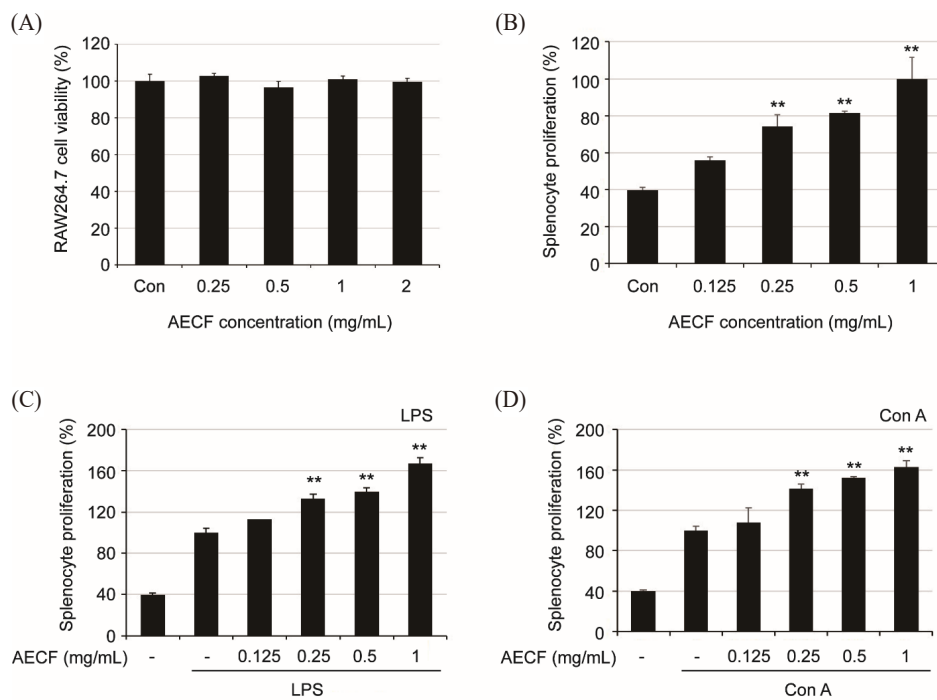 (A)
RAW264.7 cell viability (%)
120
100
80
60
40
20
0
Con 0.25 0.5 1 2
AECF concentration (mg/mL)
(B)
Splenocyte proliferation (%)
120
100
80
60
40
20
0
** ** **
Con 0.125 0.25 0.5 1
AECF concentration (mg/mL)
(C)
LPS
Splenocyte proliferation (%)
200
160
120
80
40
0
** ** **
AECF (mg/mL) - - 0.125 0.25 0.5 1
LPS
(D)
Con A
Splenocyte proliferation (%)
200
160
120
80
40
0
** ** **
AECF (mg/mL) - - 0.125 0.25 0.5 1
Con A